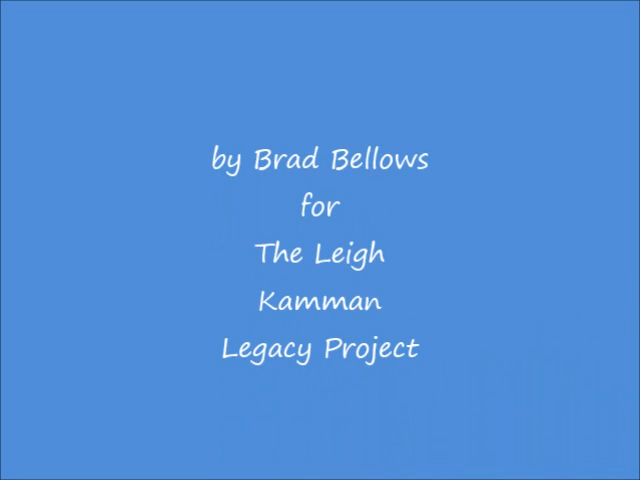 by Brad Bellows
for
The Leigh
Kamman
Legacy Project